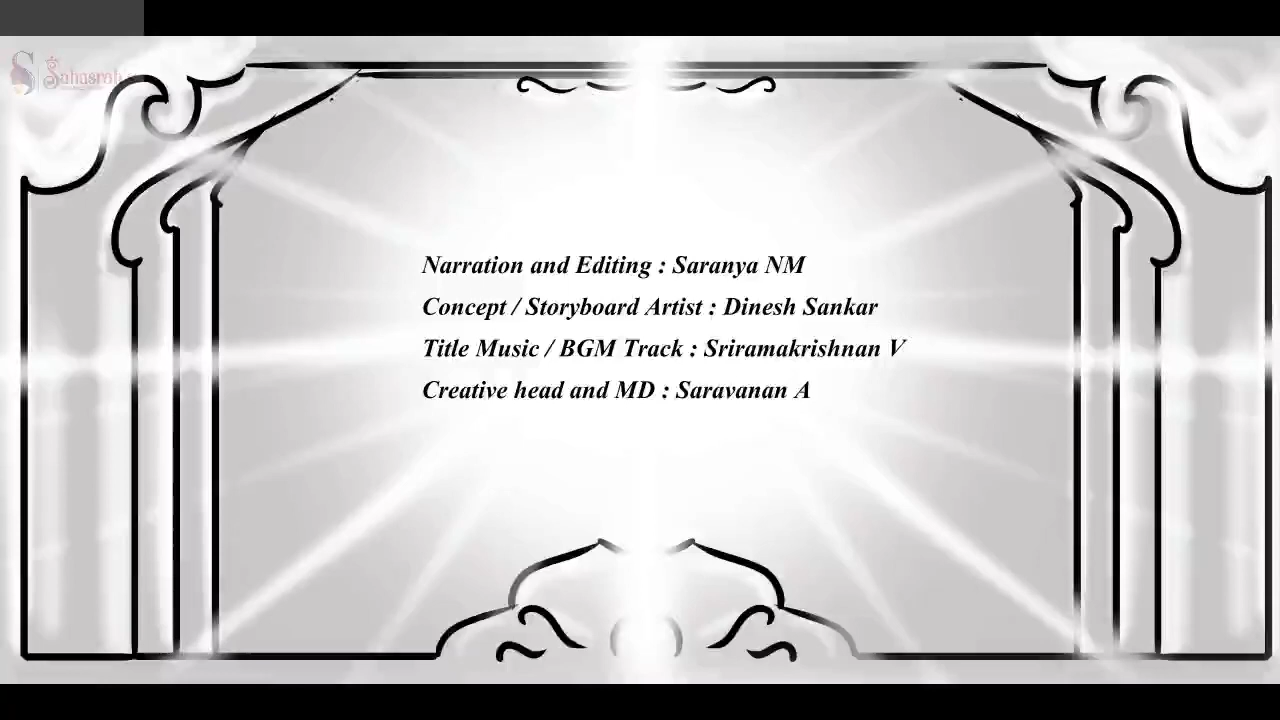 Sahasrah
Narration and Editing : Saranya NM
Concept / Storyboard Artist : Dinesh Sankar
Title Music / BGM Track : Sriramakrishnan V
Creative head and MD : Saravanan A